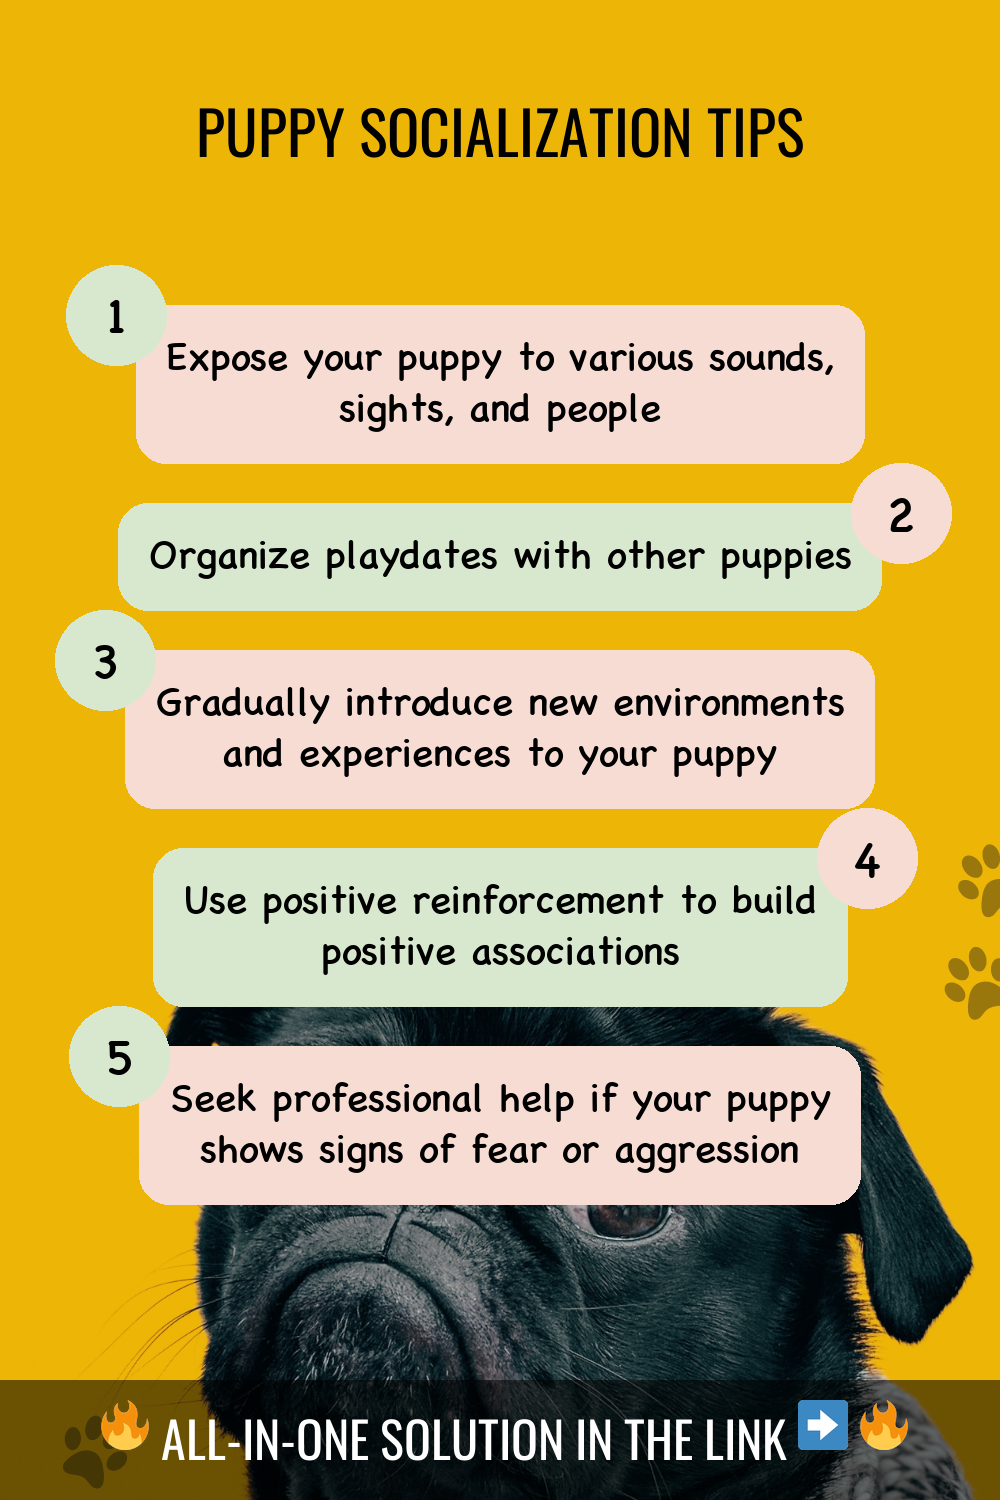 PUPPY SOCIALIZATION TIPS
1
Expose your puppy to various sounds,
sights, and people
2
Organize playdates with other puppies
3
Gradually introduce new environments
and experiences to your puppy
4
Use positive reinforcement to build
positive associations
5
Seek professional help if your puppy
shows signs of fear or aggression
🔥 ALL-IN-ONE SOLUTION IN THE LINK ➡️ 🔥